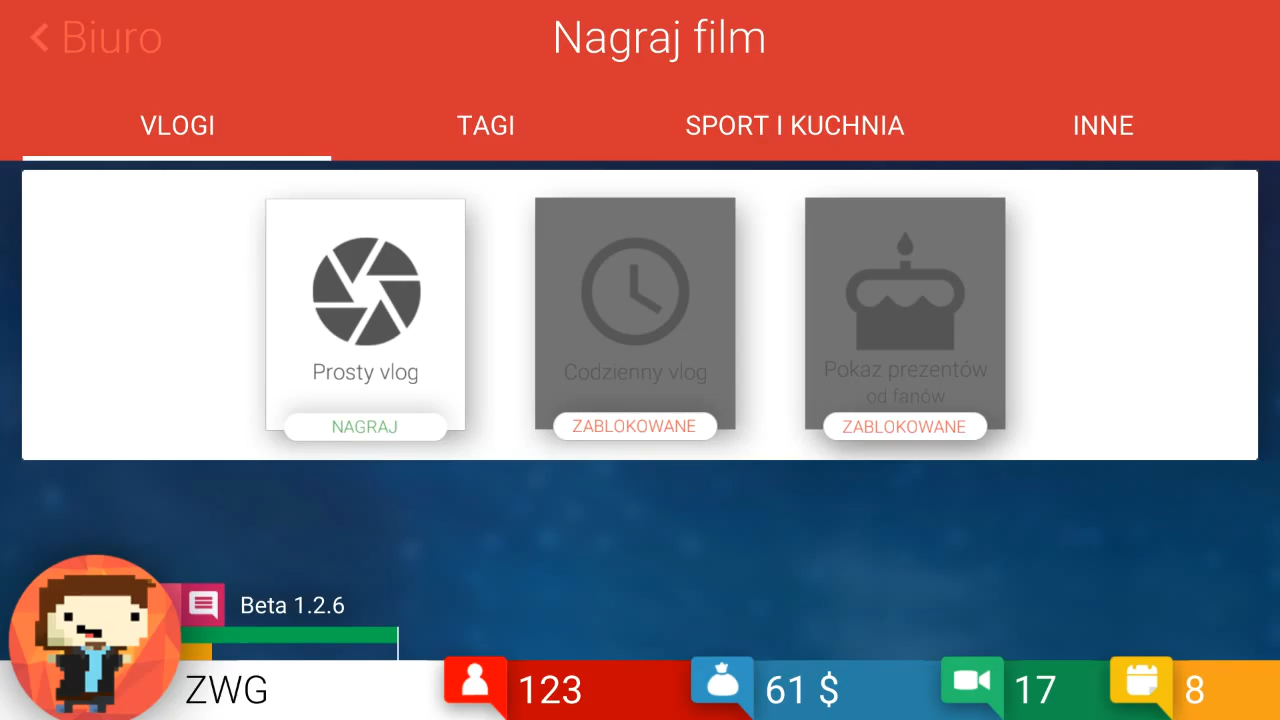 Biuro
Nagraj film
VLOGI
TAGI
SPORT I KUCHNIA
INNE
Prosty vlog
NAGRAJ
Codzienny vlog
ZABLOKOWANE
Pokaz prezentów
od fanów
ZABLOKOWANE
Beta 1.2.6
ZWG
123
61 $
17
8